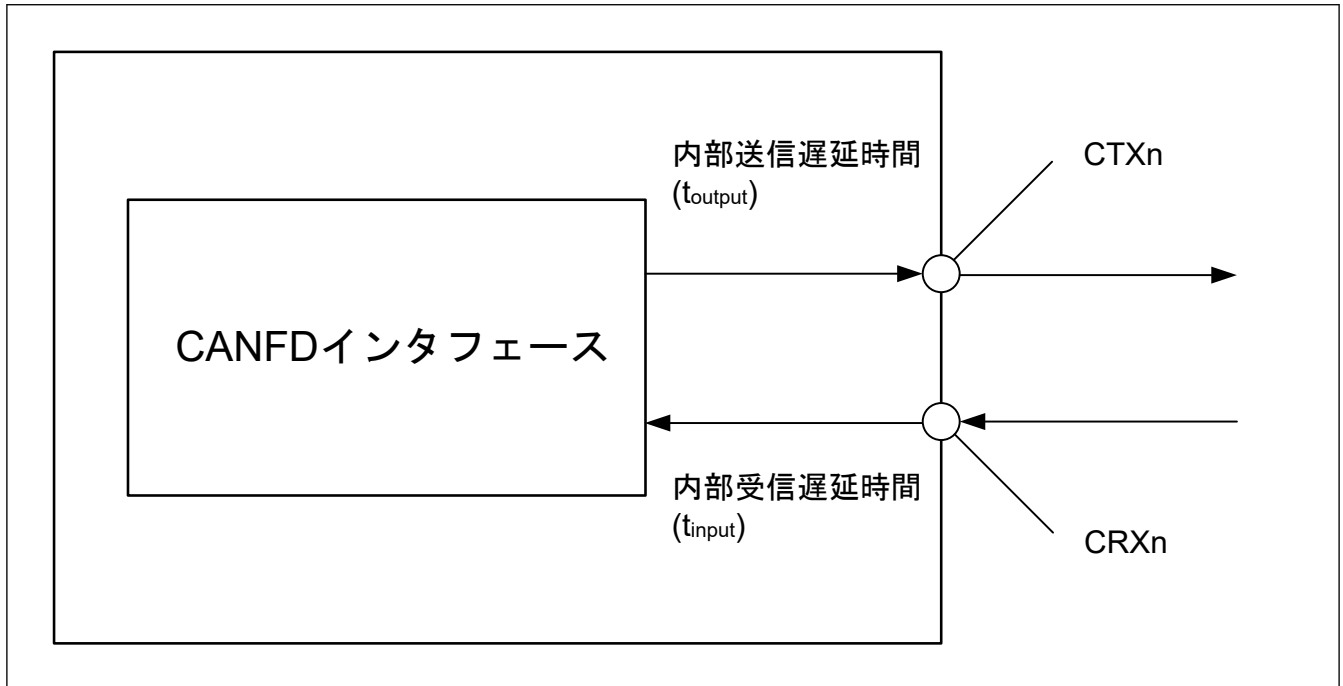 内部送信遅延時間
(toutput)
CTXn
CANFDインタフェース
内部受信遅延時間
(tinput)
CRXn